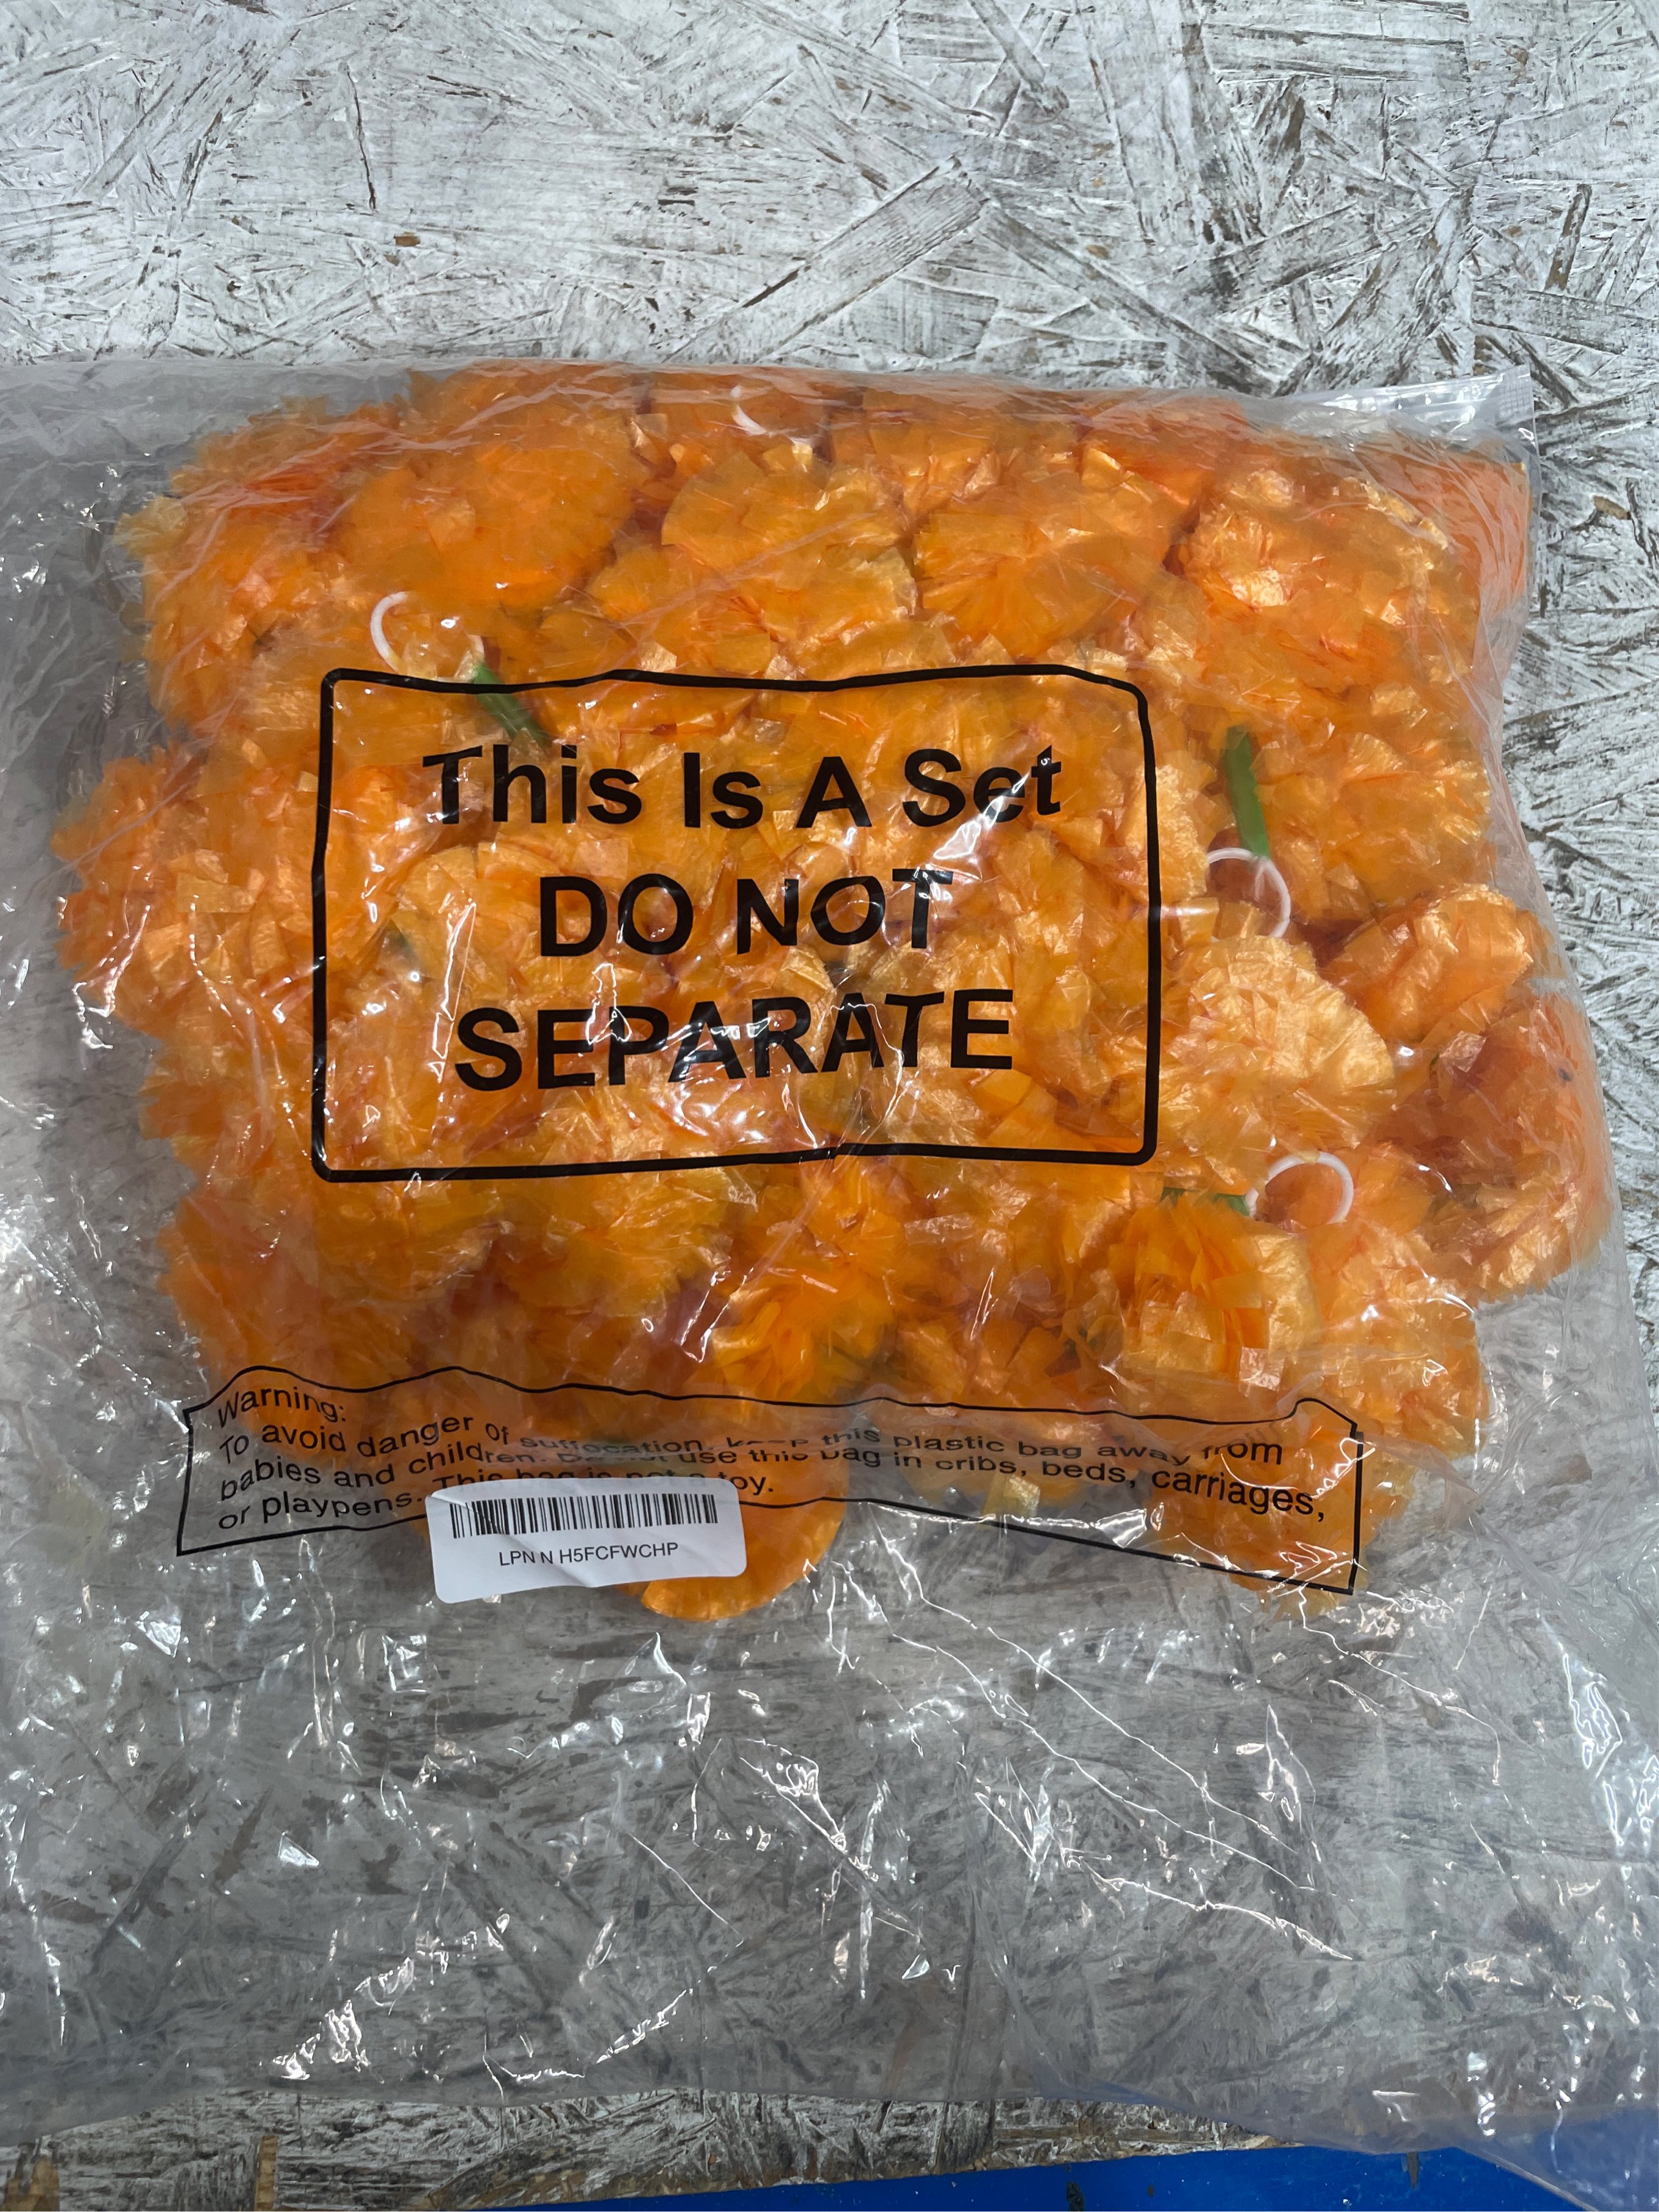 This Is A Set
DO NOT
SEPARATE
Warning:
To avoid danger of suffocation, keep this plastic bag away from
babies and children. Do not use this bag in cribs, beds, carriages,
or playpens. This bag is not a toy.
LPN N H5FCFWCHP